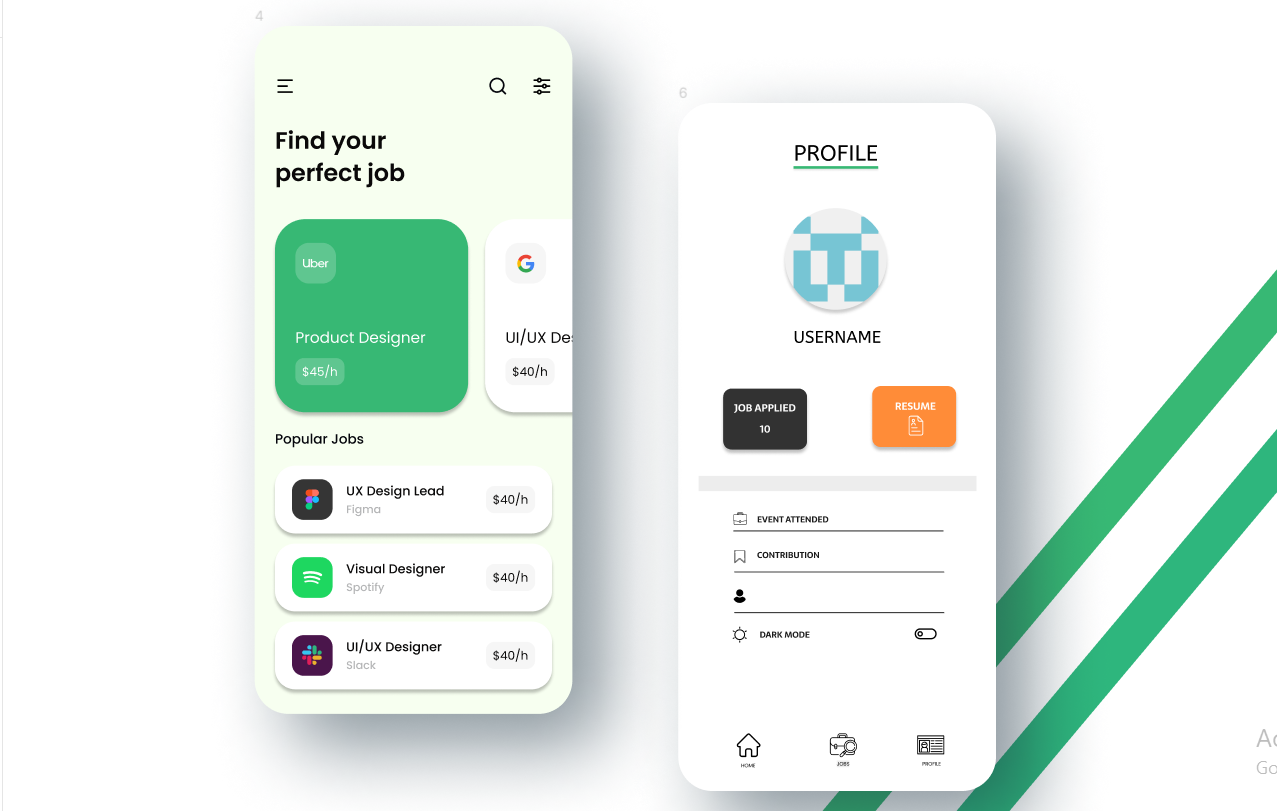 4
Find your
perfect job
Uber
Product Designer
$45/h
UI/UX Des
$40/h
Popular Jobs
UX Design Lead
Figma
$40/h
Visual Designer
Spotify
$40/h
UI/UX Designer
Slack
$40/h
6
PROFILE
USERNAME
JOB APPLIED
10
RESUME
EVENT ATTENDED
CONTRIBUTION
DARK MODE
HOME
JOBS
PROFILE
Go